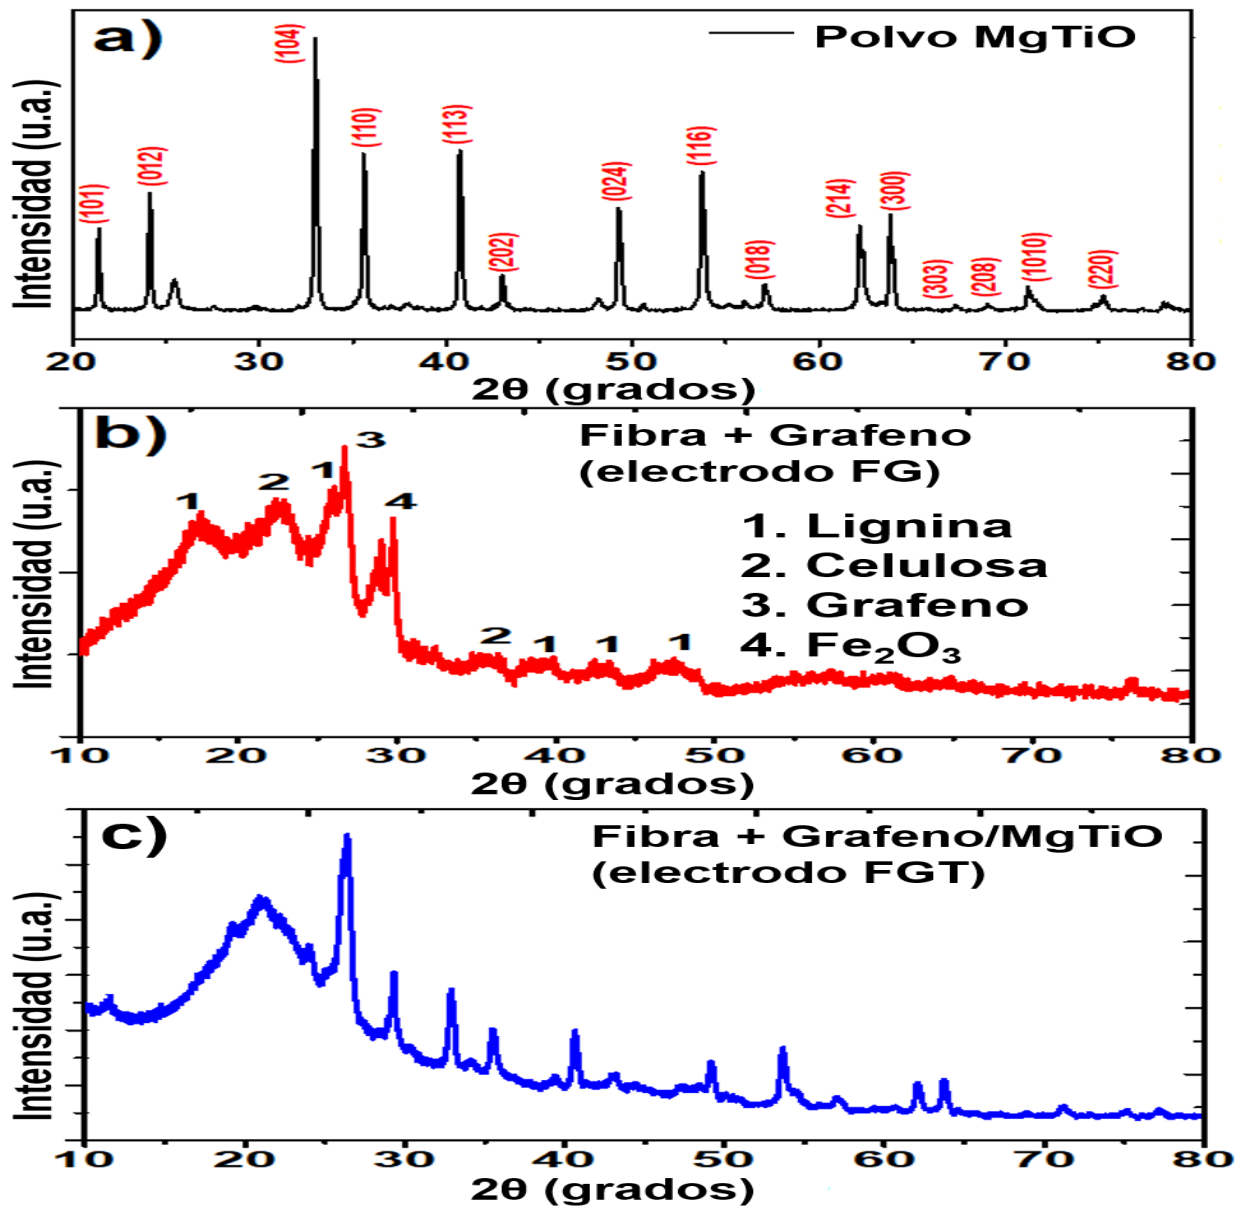 a)
Polvo MgTiO
Intensidad (u.a.)
(101)
(012)
(104)
(110)
(113)
(202)
(024)
(116)
(018)
(214)
(300)
(303)
(208)
(1010)
(220)
20 30 40 50 60 70 80
2θ (grados)
b)
Fibra + Grafeno
(electrodo FG)
Intensidad (u.a.)
1 2 1 3 4 2 1 1 1
1. Lignina
2. Celulosa
3. Grafeno
4. Fe₂O₃
10 20 30 40 50 60 70 80
2θ (grados)
c)
Fibra + Grafeno/MgTiO
(electrodo FGT)
Intensidad (u.a.)
10 20 30 40 50 60 70 80
2θ (grados)